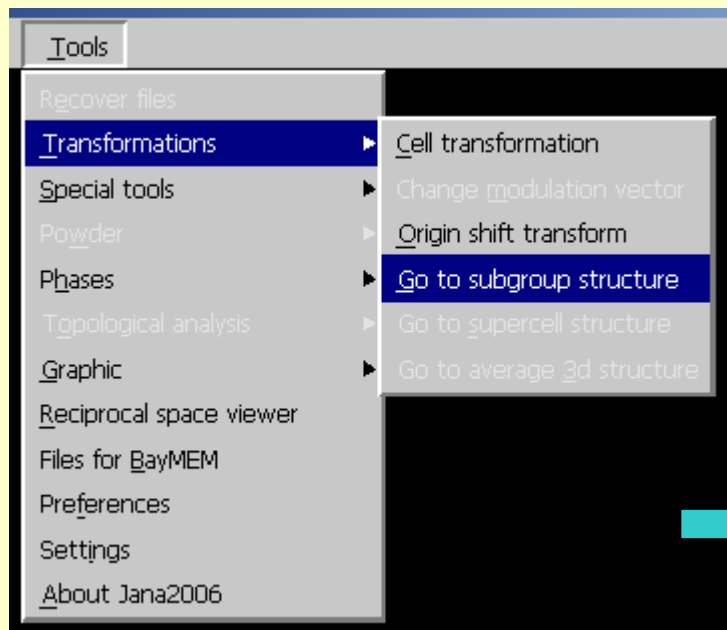 Tools
Recover files
Transformations
Special tools
Powder
Phases
Topological analysis
Graphic
Reciprocal space viewer
Files for BayMEM
Preferences
Settings
About Jana2006
Cell transformation
Change modulation vector
Origin shift transform
Go to subgroup structure
Go to supercell structure
Go to average 3d structure